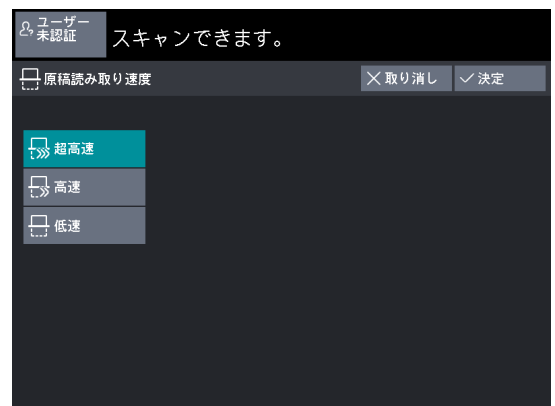 ユーザー
未認証
スキャンできます。
原稿読み取り速度
取り消し
決定
超高速
高速
低速